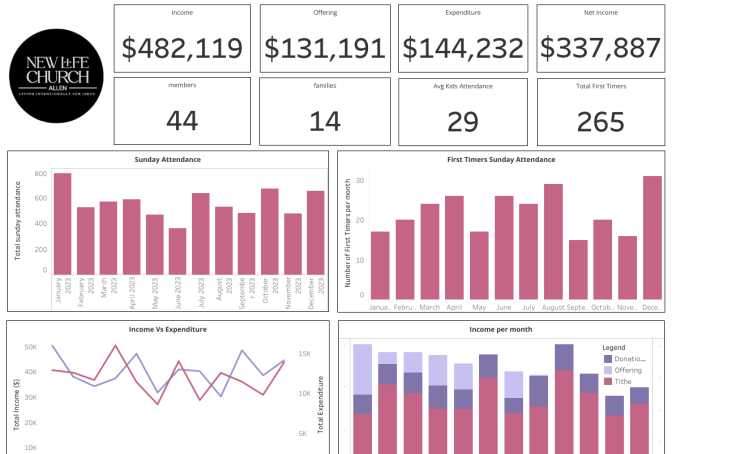 Income
Offering
Expenditure
Net Income
$482,119
$131,191
$144,232
$337,887
NEW LIFE
CHURCH
ALLEN
LIVING INTENTIONALLY FOR CHRIST
members
families
Avg Kids Attendance
Total First Timers
44
14
29
265
Sunday Attendance
Total sunday attendance
800
600
400
200
0
January 2023
February 2023
March 2023
April 2023
May 2023
June 2023
July 2023
August 2023
Septembe r 2023
October 2023
November 2023
December 2023
First Timers Sunday Attendance
Number of First Timers per month
30
20
10
0
Janua..
Febru..
March
April
May
June
July
August
Septe..
Octob..
Nove..
Dece..
Income Vs Expenditure
Total Income ($)
50K
40K
30K
20K
10K
15K
10K
5K
Total Expenditure
Income per month
Legend
Donatio...
Offering
Tithe